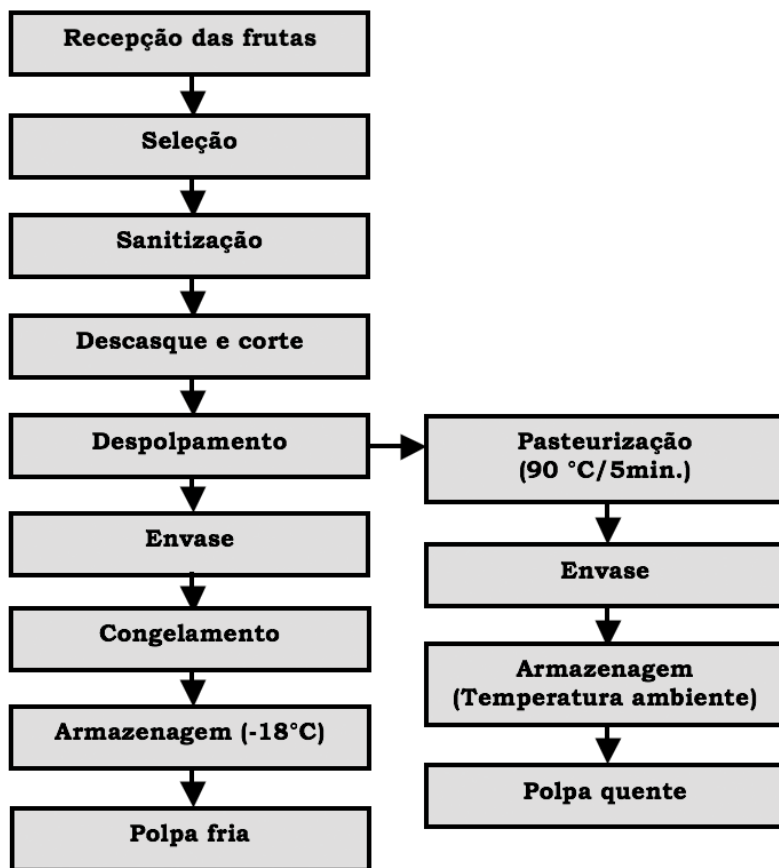 Recepção das frutas
Seleção
Sanitização
Descasque e corte
Despolpamento
Envase
Congelamento
Armazenagem (-18°C)
Polpa fria
Pasteurização
(90 °C/5min.)
Envase
Armazenagem
(Temperatura ambiente)
Polpa quente